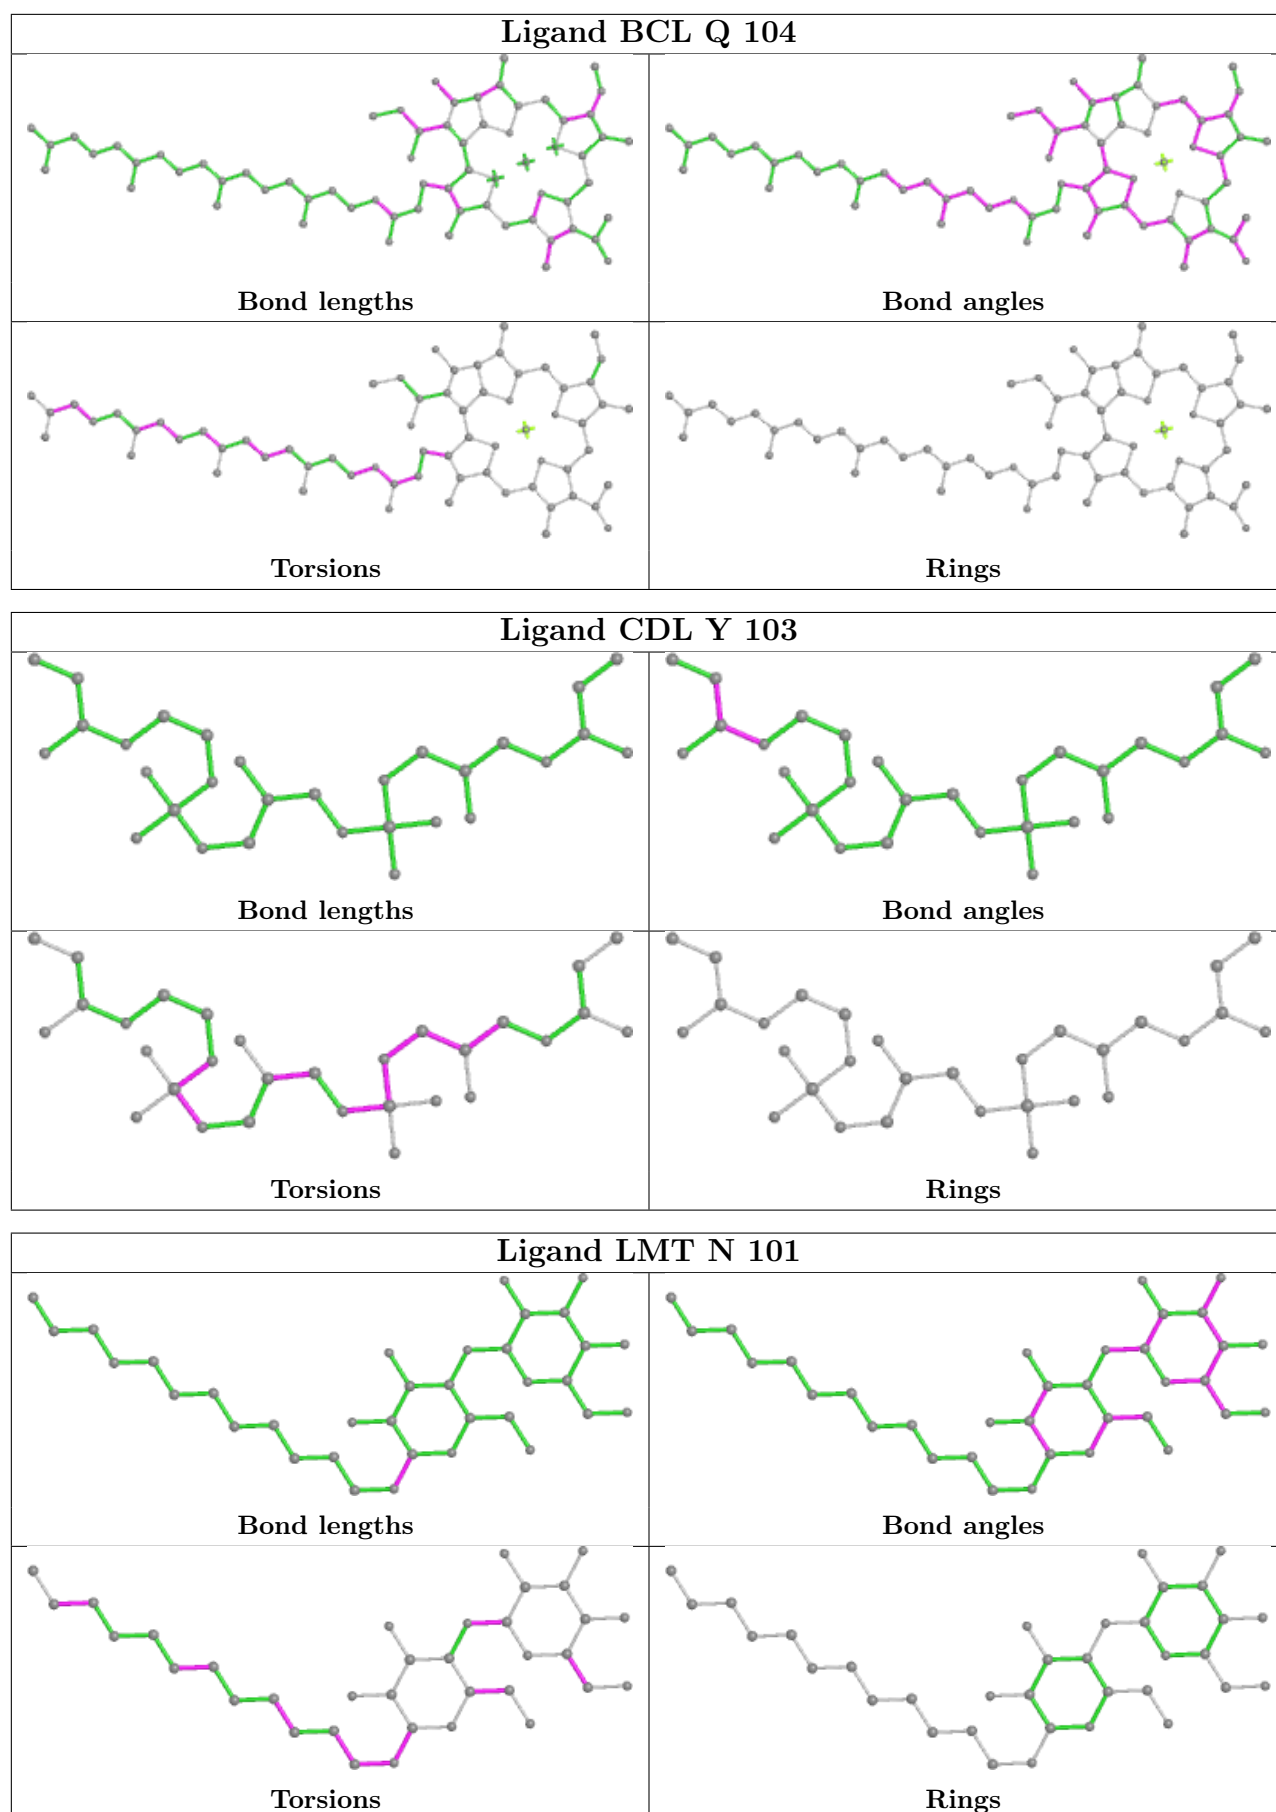 Ligand BCL Q 104
Bond lengths
Bond angles
Torsions
Rings
Ligand CDL Y 103
Bond lengths
Bond angles
Torsions
Rings
Ligand LMT N 101
Bond lengths
Bond angles
Torsions
Rings